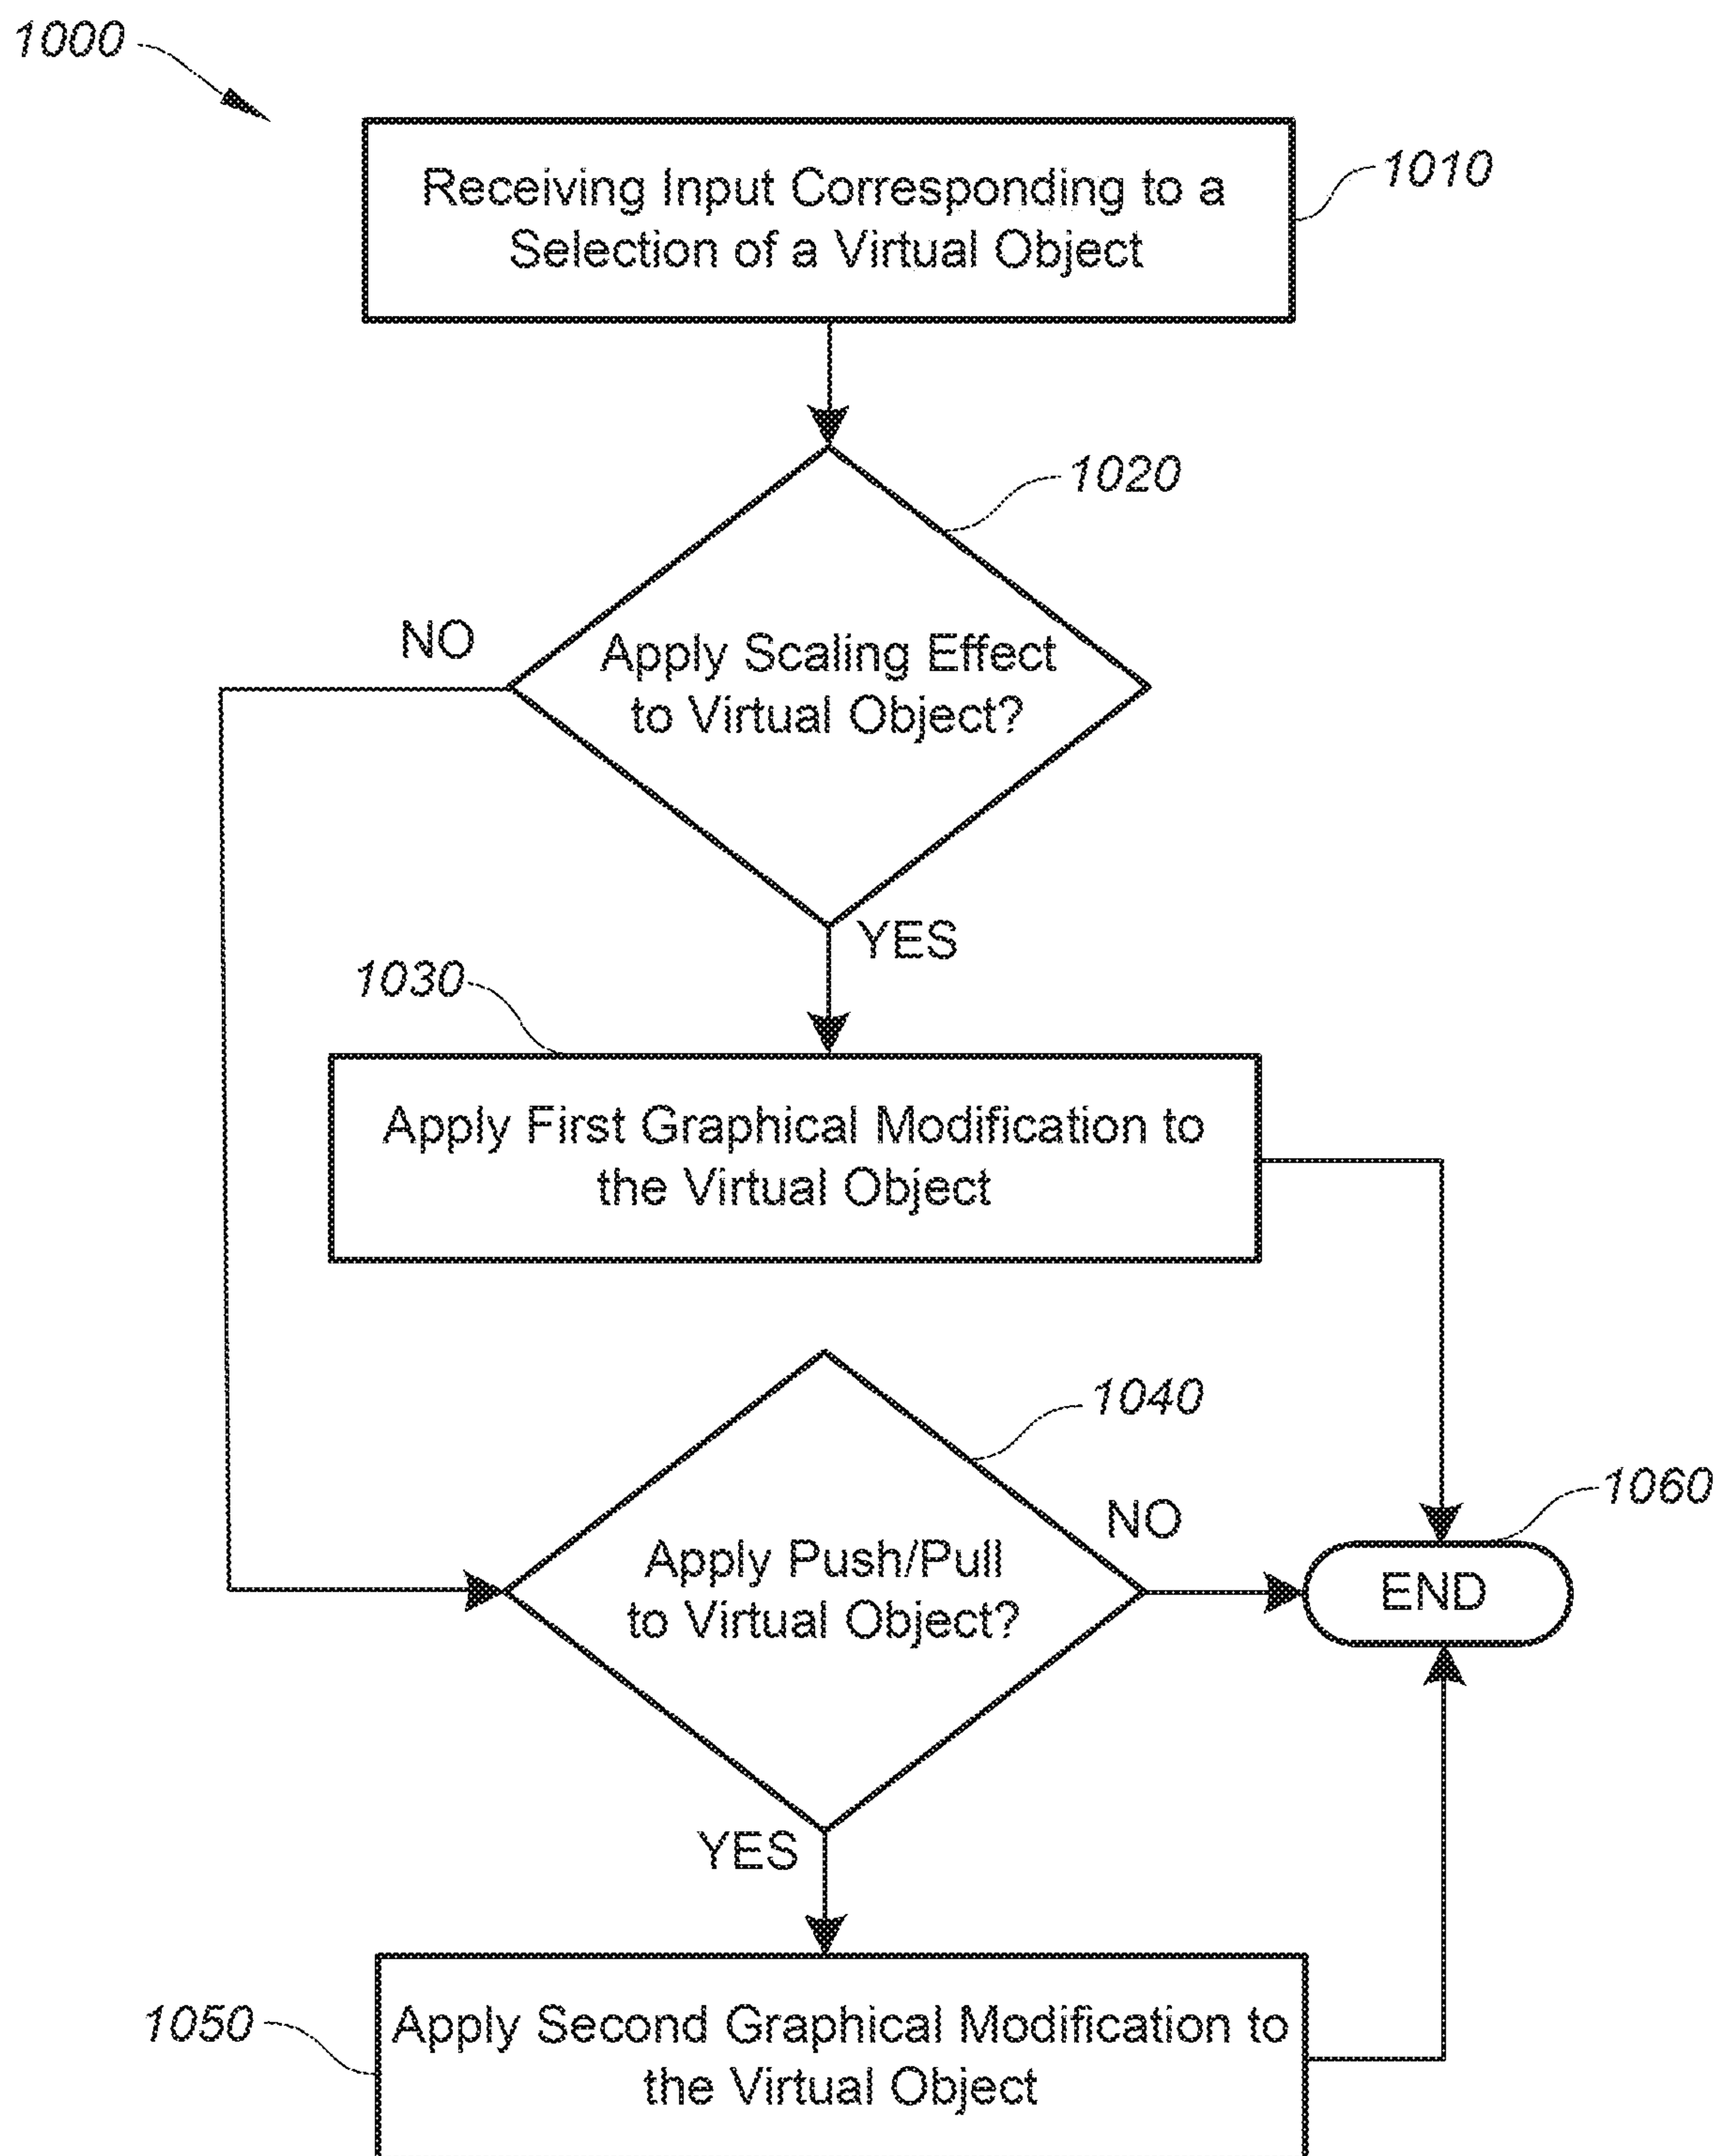 1000
Receiving Input Corresponding to a
Selection of a Virtual Object
1010
1020
NO
Apply Scaling Effect
to Virtual Object?
YES
1030
Apply First Graphical Modification to
the Virtual Object
1040
NO
1060
Apply Push/Pull
to Virtual Object?
END
YES
1050
Apply Second Graphical Modification to
the Virtual Object